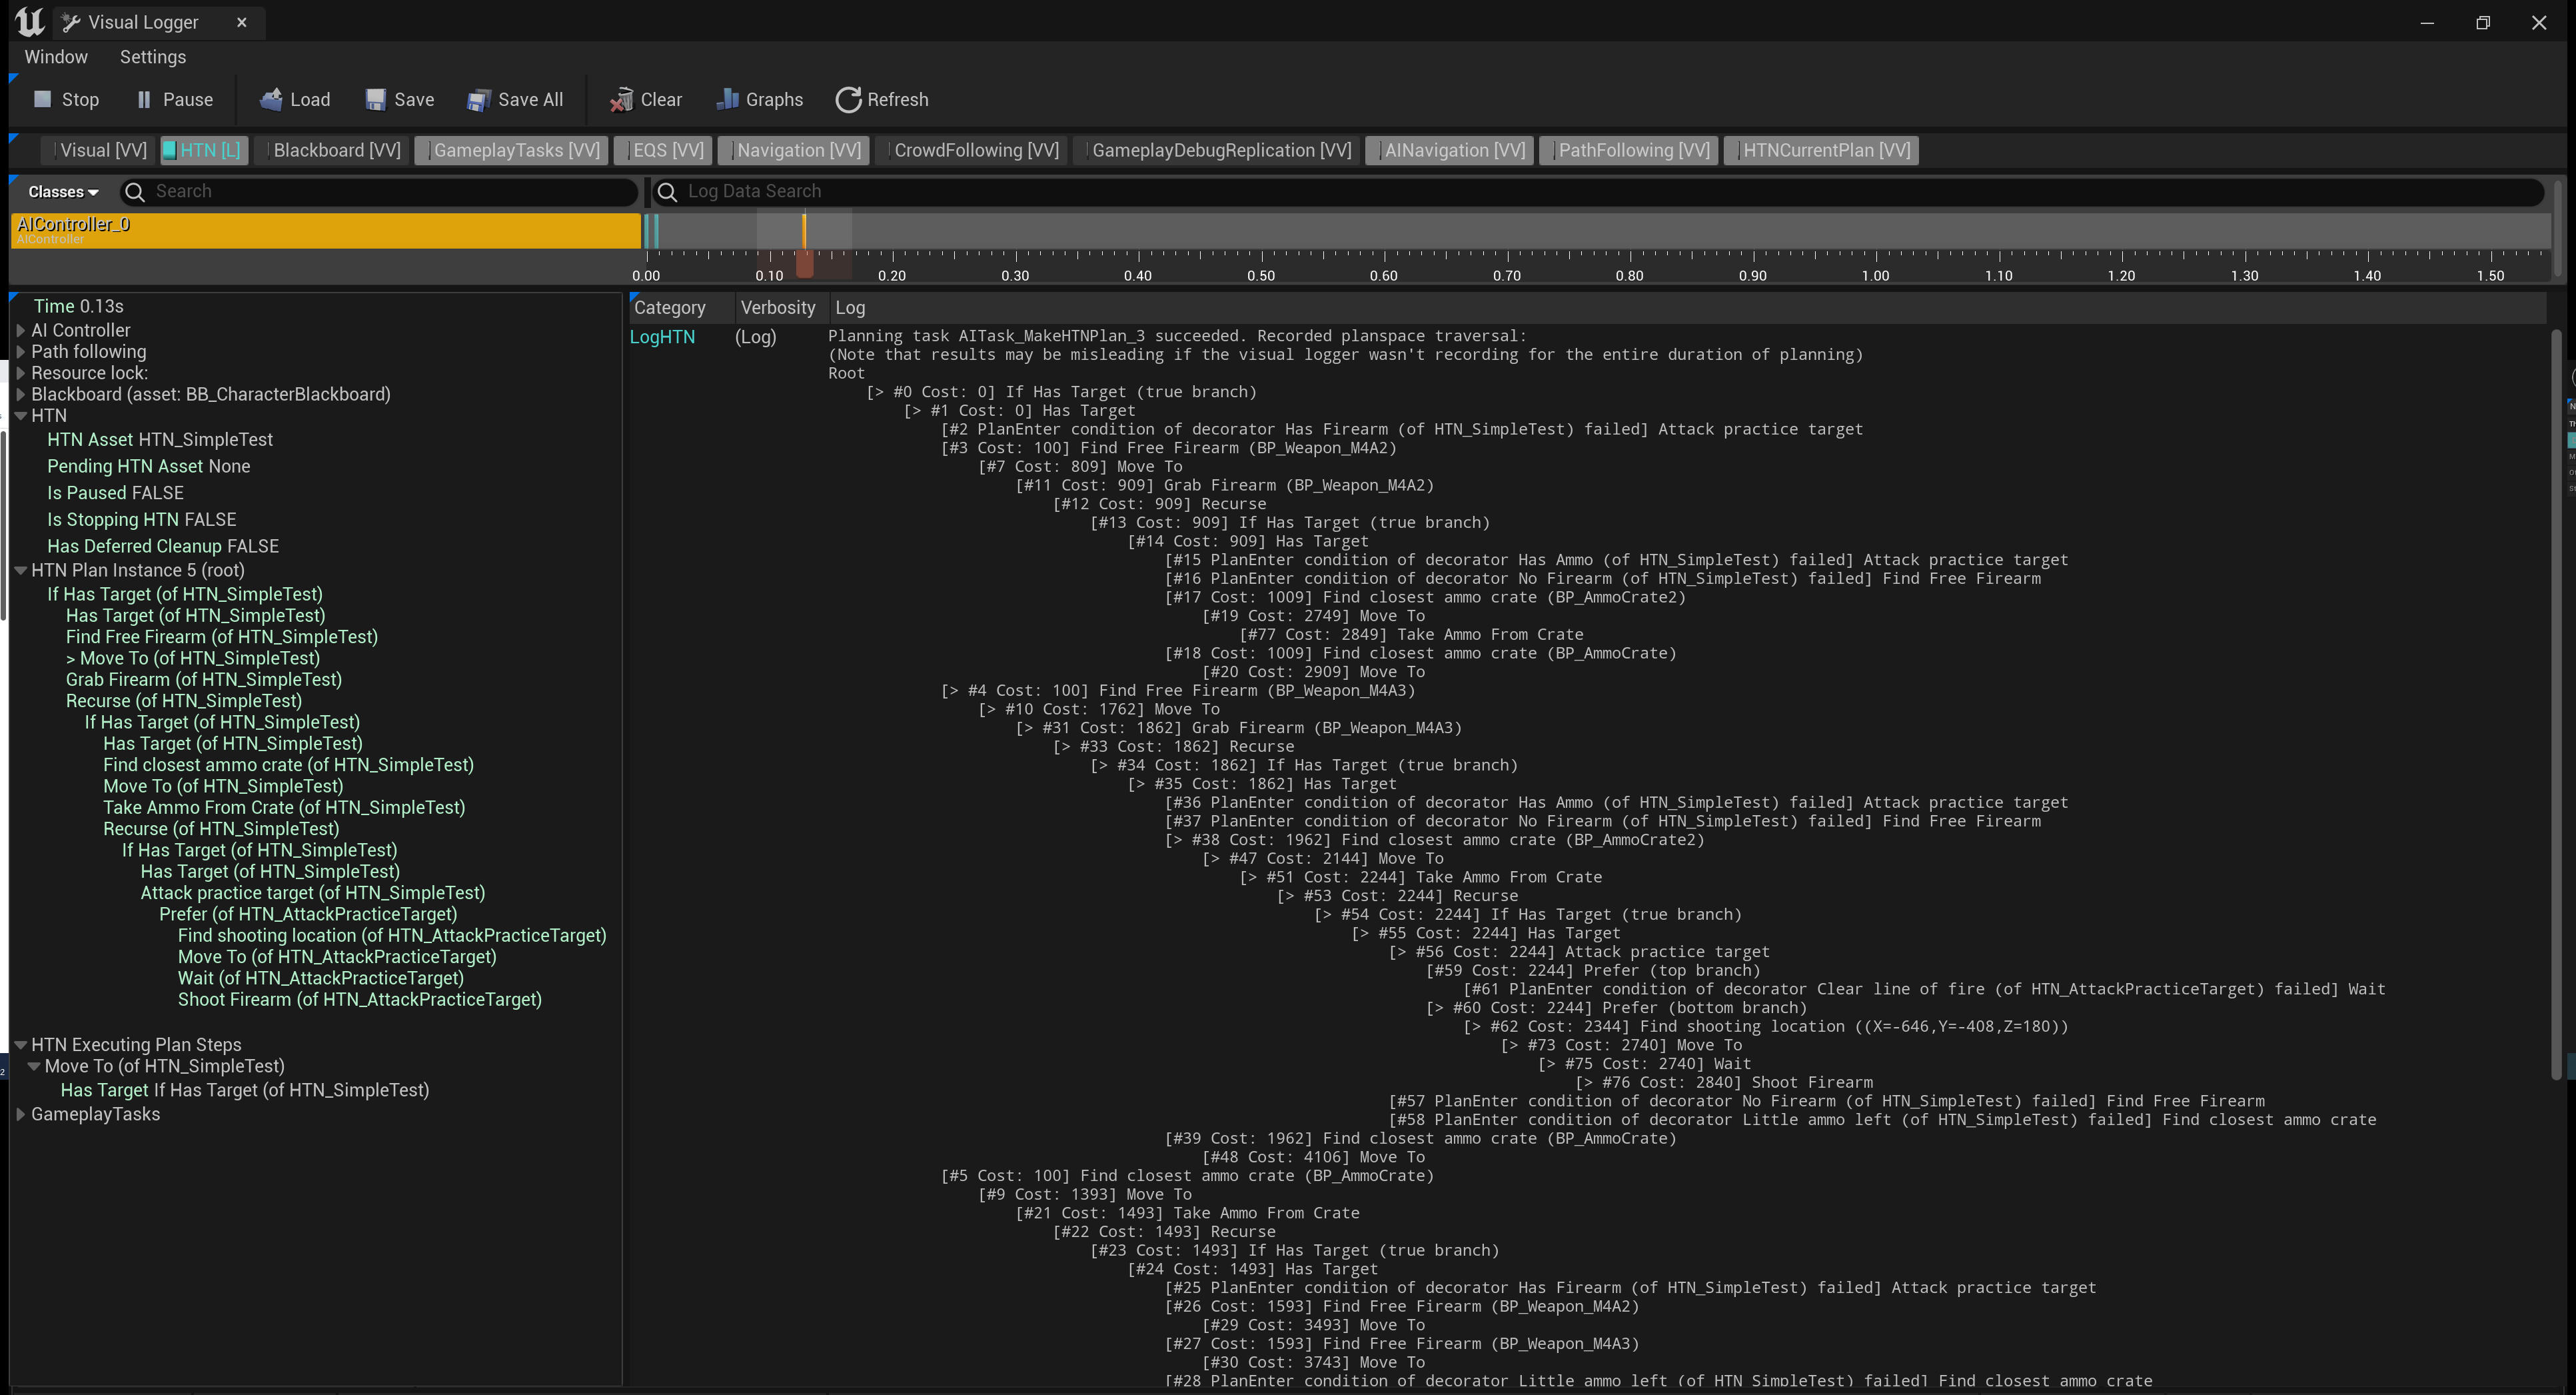 Visual Logger
Window Settings
Stop Pause Load Save Save All Clear Graphs Refresh
Visual [VV] HTN [L] Blackboard [VV] GameplayTasks [VV] EQS [VV] Navigation [VV] CrowdFollowing [VV] GameplayDebugReplication [VV] AINavigation [VV] PathFollowing [VV] HTNCurrentPlan [VV]
Classes Search Log Data Search
AIController_0
AIController
0.00 0.10 0.20 0.30 0.40 0.50 0.60 0.70 0.80 0.90 1.00 1.10 1.20 1.30 1.40 1.50
Time 0.13s
AI Controller
Path following
Resource lock:
Blackboard (asset: BB_CharacterBlackboard)
HTN
HTN Asset HTN_SimpleTest
Pending HTN Asset None
Is Paused FALSE
Is Stopping HTN FALSE
Has Deferred Cleanup FALSE
HTN Plan Instance 5 (root)
If Has Target (of HTN_SimpleTest)
Has Target (of HTN_SimpleTest)
Find Free Firearm (of HTN_SimpleTest)
> Move To (of HTN_SimpleTest)
Grab Firearm (of HTN_SimpleTest)
Recurse (of HTN_SimpleTest)
If Has Target (of HTN_SimpleTest)
Has Target (of HTN_SimpleTest)
Find closest ammo crate (of HTN_SimpleTest)
Move To (of HTN_SimpleTest)
Take Ammo From Crate (of HTN_SimpleTest)
Recurse (of HTN_SimpleTest)
If Has Target (of HTN_SimpleTest)
Has Target (of HTN_SimpleTest)
Attack practice target (of HTN_SimpleTest)
Prefer (of HTN_AttackPracticeTarget)
Find shooting location (of HTN_AttackPracticeTarget)
Move To (of HTN_AttackPracticeTarget)
Wait (of HTN_AttackPracticeTarget)
Shoot Firearm (of HTN_AttackPracticeTarget)
HTN Executing Plan Steps
Move To (of HTN_SimpleTest)
Has Target If Has Target (of HTN_SimpleTest)
GameplayTasks
Category Verbosity Log
LogHTN (Log) Planning task AITask_MakeHTNPlan_3 succeeded. Recorded planspace traversal:
(Note that results may be misleading if the visual logger wasn't recording for the entire duration of planning)
Root
[> #0 Cost: 0] If Has Target (true branch)
[> #1 Cost: 0] Has Target
[#2 PlanEnter condition of decorator Has Firearm (of HTN_SimpleTest) failed] Attack practice target
[#3 Cost: 100] Find Free Firearm (BP_Weapon_M4A2)
[#7 Cost: 809] Move To
[#11 Cost: 909] Grab Firearm (BP_Weapon_M4A2)
[#12 Cost: 909] Recurse
[#13 Cost: 909] If Has Target (true branch)
[#14 Cost: 909] Has Target
[#15 PlanEnter condition of decorator Has Ammo (of HTN_SimpleTest) failed] Attack practice target
[#16 PlanEnter condition of decorator No Firearm (of HTN_SimpleTest) failed] Find Free Firearm
[#17 Cost: 1009] Find closest ammo crate (BP_AmmoCrate2)
[#19 Cost: 2749] Move To
[#77 Cost: 2849] Take Ammo From Crate
[#18 Cost: 1009] Find closest ammo crate (BP_AmmoCrate)
[#20 Cost: 2909] Move To
[> #4 Cost: 100] Find Free Firearm (BP_Weapon_M4A3)
[> #10 Cost: 1762] Move To
[> #31 Cost: 1862] Grab Firearm (BP_Weapon_M4A3)
[> #33 Cost: 1862] Recurse
[> #34 Cost: 1862] If Has Target (true branch)
[> #35 Cost: 1862] Has Target
[#36 PlanEnter condition of decorator Has Ammo (of HTN_SimpleTest) failed] Attack practice target
[#37 PlanEnter condition of decorator No Firearm (of HTN_SimpleTest) failed] Find Free Firearm
[> #38 Cost: 1962] Find closest ammo crate (BP_AmmoCrate2)
[> #47 Cost: 2144] Move To
[> #51 Cost: 2244] Take Ammo From Crate
[> #53 Cost: 2244] Recurse
[> #54 Cost: 2244] If Has Target (true branch)
[> #55 Cost: 2244] Has Target
[> #56 Cost: 2244] Attack practice target
[#59 Cost: 2244] Prefer (top branch)
[#61 PlanEnter condition of decorator Clear line of fire (of HTN_AttackPracticeTarget) failed] Wait
[> #60 Cost: 2244] Prefer (bottom branch)
[> #62 Cost: 2344] Find shooting location ((X=-646,Y=-408,Z=180))
[> #73 Cost: 2740] Move To
[> #75 Cost: 2740] Wait
[> #76 Cost: 2840] Shoot Firearm
[#57 PlanEnter condition of decorator No Firearm (of HTN_SimpleTest) failed] Find Free Firearm
[#58 PlanEnter condition of decorator Little ammo left (of HTN_SimpleTest) failed] Find closest ammo crate
[#39 Cost: 1962] Find closest ammo crate (BP_AmmoCrate)
[#48 Cost: 4106] Move To
[#5 Cost: 100] Find closest ammo crate (BP_AmmoCrate)
[#9 Cost: 1393] Move To
[#21 Cost: 1493] Take Ammo From Crate
[#22 Cost: 1493] Recurse
[#23 Cost: 1493] If Has Target (true branch)
[#24 Cost: 1493] Has Target
[#25 PlanEnter condition of decorator Has Firearm (of HTN_SimpleTest) failed] Attack practice target
[#26 Cost: 1593] Find Free Firearm (BP_Weapon_M4A2)
[#29 Cost: 3493] Move To
[#27 Cost: 1593] Find Free Firearm (BP_Weapon_M4A3)
[#30 Cost: 3743] Move To
[#28 PlanEnter condition of decorator Little ammo left (of HTN_SimpleTest) failed] Find closest ammo crate